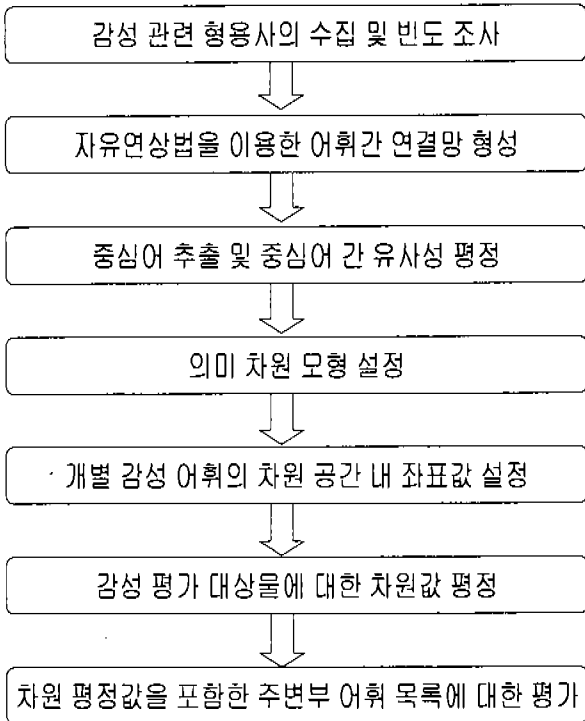 감성 관련 형용사의 수집 및 빈도 조사
자유연상법을 이용한 어휘간 연결망 형성
중심어 추출 및 중심어 간 유사성 평정
의미 차원 모형 설정
개별 감성 어휘의 차원 공간 내 좌표값 설정
감성 평가 대상물에 대한 차원값 평정
차원 평정값을 포함한 주변부 어휘 목록에 대한 평가